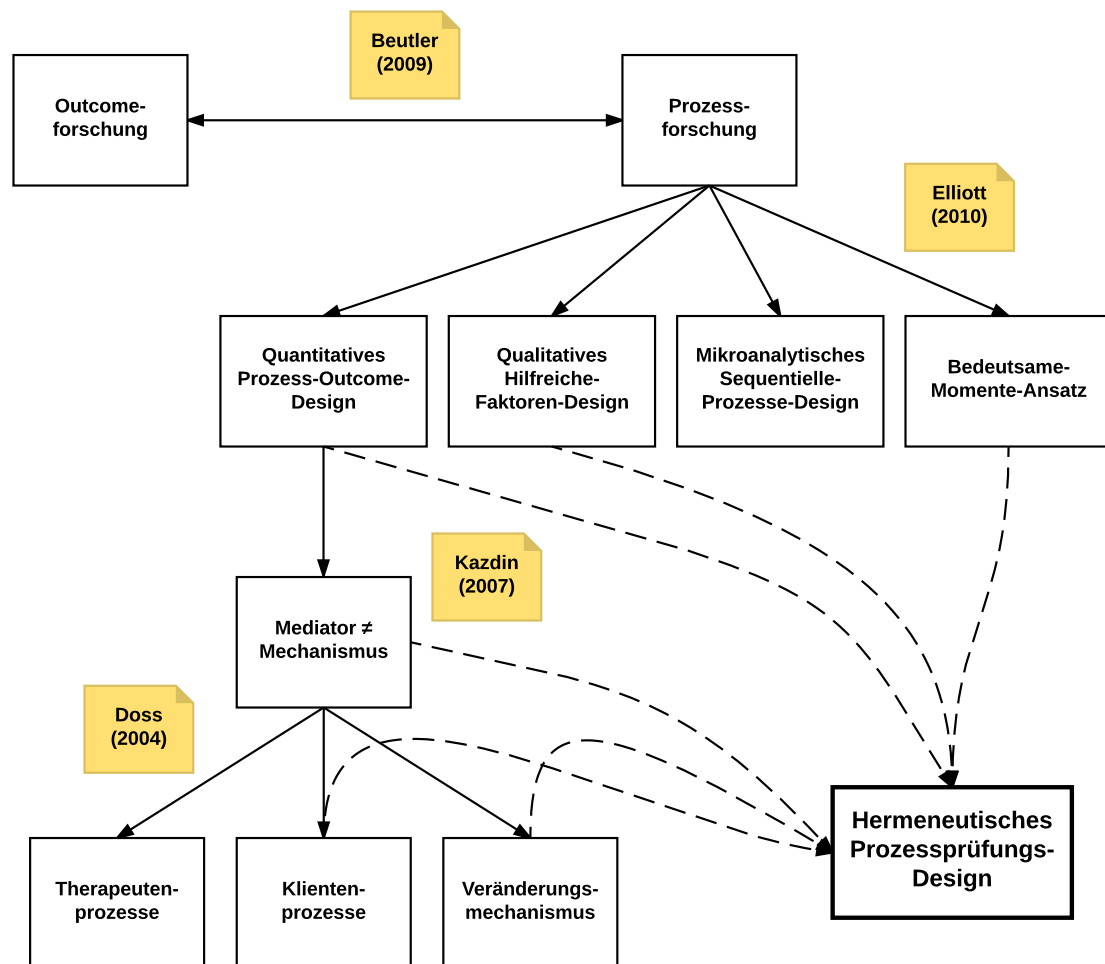 Beutler
(2009)
Outcome-
forschung
Prozess-
forschung
Elliott
(2010)
Quantitatives
Prozess-Outcome-
Design
Qualitatives
Hilfreiche-
Faktoren-Design
Mikroanalytisches
Sequentielle-
Prozesse-Design
Bedeutsame-
Momente-Ansatz
Kazdin
(2007)
Mediator ≠
Mechanismus
Doss
(2004)
Hermeneutisches
Prozessprüfungs-
Design
Therapeuten-
prozesse
Klienten-
prozesse
Veränderungs-
mechanismus